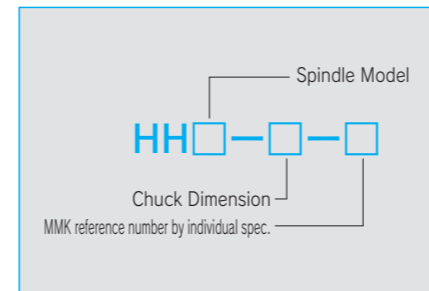 Spindle Model
HH□-□-□
Chuck Dimension
MMK reference number by individual spec.